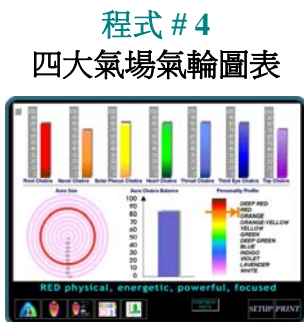 程式 # 4
四大氣場氣輪圖表
Root Chakra Navel Chakra Solar Plexus Chakra Heart Chakra Throat Chakra Third Eye Chakra Top Chakra
Aura Size Aura Chakra Balance Personality Profile
100
90
80
70
60
50
40
30
20
10
0
DEEP RED
RED
ORANGE
ORANGE/YELLOW
YELLOW
GREEN
DEEP GREEN
BLUE
INDIGO
VIOLET
LAVENDER
WHITE
RED physical, energetic, powerful, focused
SETUP PRINT